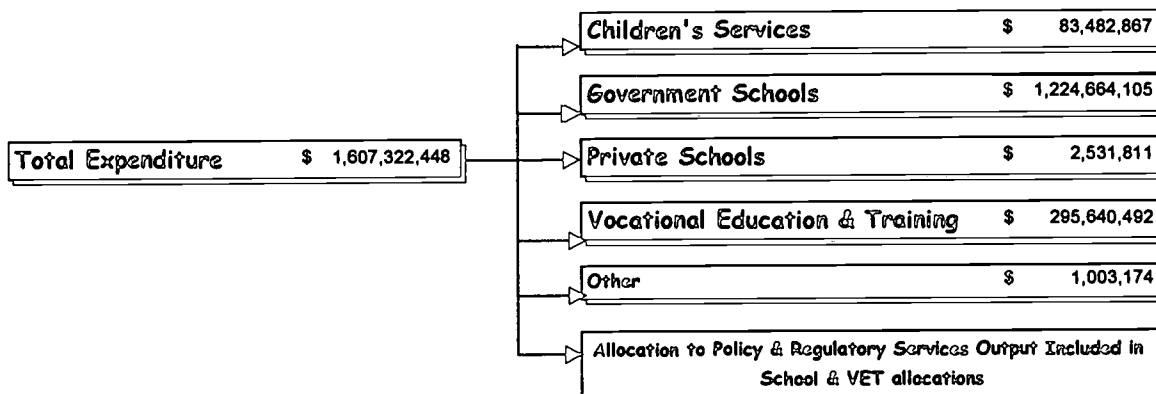 Children's Services $ 83,482,867
Government Schools $ 1,224,664,105
Total Expenditure $ 1,607,322,448
Private Schools $ 2,531,811
Vocational Education & Training $ 295,640,492
Other $ 1,003,174
Allocation to Policy & Regulatory Services Output Included in
School & VET allocations